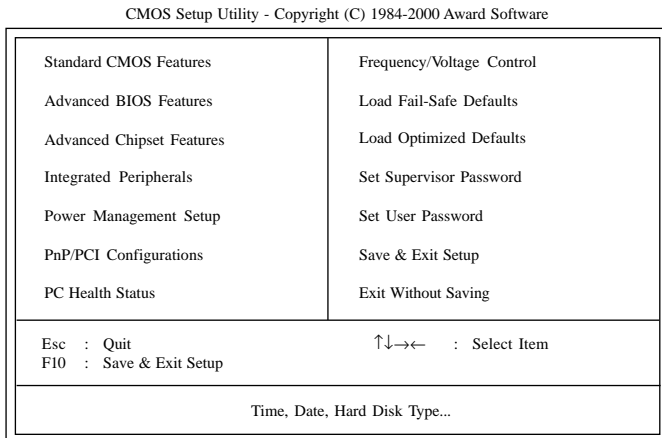 CMOS Setup Utility - Copyright (C) 1984-2000 Award Software
Standard CMOS Features
Advanced BIOS Features
Advanced Chipset Features
Integrated Peripherals
Power Management Setup
PnP/PCI Configurations
PC Health Status
Frequency/Voltage Control
Load Fail-Safe Defaults
Load Optimized Defaults
Set Supervisor Password
Set User Password
Save & Exit Setup
Exit Without Saving
Esc : Quit
F10 : Save & Exit Setup
↑↓→← : Select Item
Time, Date, Hard Disk Type...